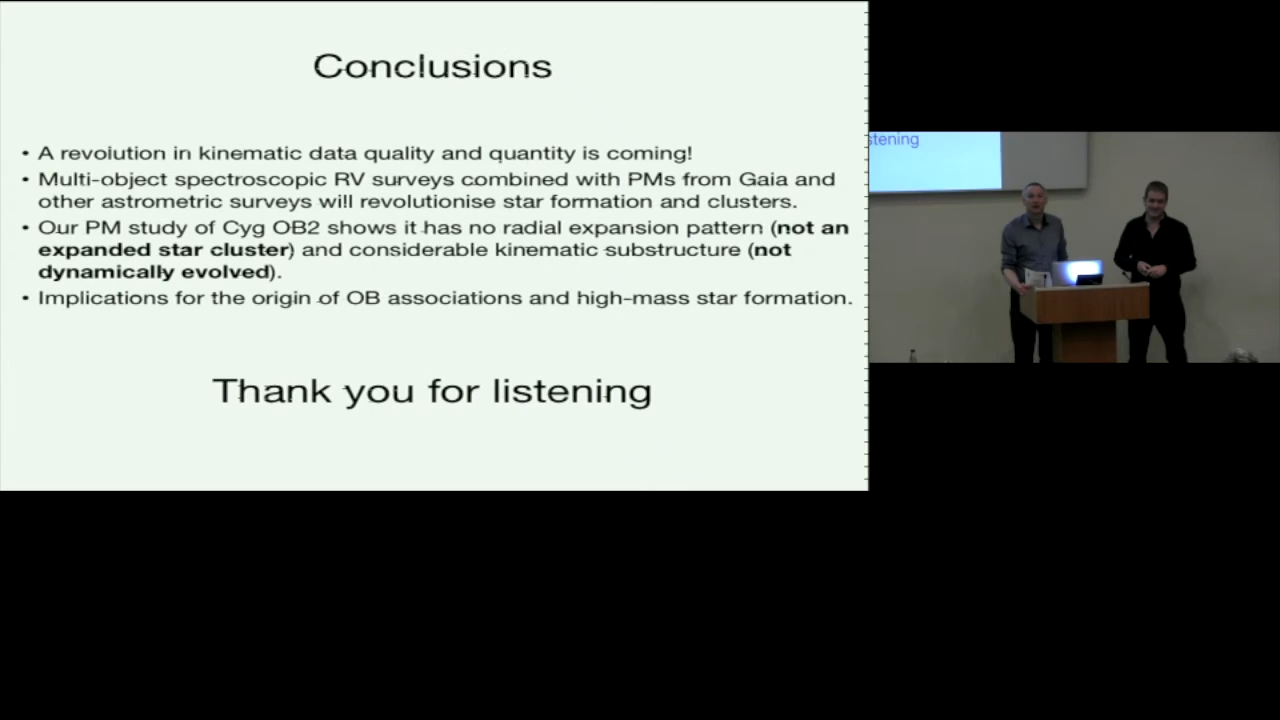 Conclusions
• A revolution in kinematic data quality and quantity is coming!
• Multi-object spectroscopic RV surveys combined with PMs from Gaia and
other astrometric surveys will revolutionise star formation and clusters.
• Our PM study of Cyg OB2 shows it has no radial expansion pattern (not an
expanded star cluster) and considerable kinematic substructure (not
dynamically evolved).
• Implications for the origin of OB associations and high-mass star formation.
Thank you for listening
stening